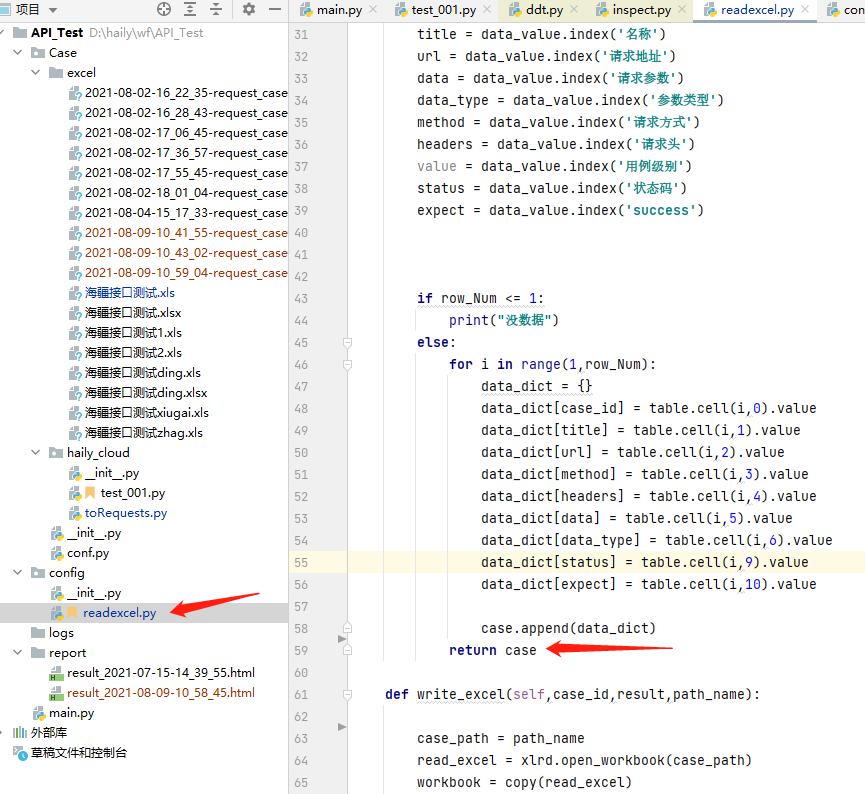 项目
API_Test D:\haily\wf\API_Test
Case
excel
2021-08-02-16_22_35-request_case
2021-08-02-16_28_43-request_case
2021-08-02-17_06_45-request_case
2021-08-02-17_36_57-request_case
2021-08-02-17_55_45-request_case
2021-08-02-18_01_04-request_case
2021-08-04-15_17_33-request_case
2021-08-09-10_41_55-request_case
2021-08-09-10_43_02-request_case
2021-08-09-10_59_04-request_case
海疆接口测试.xls
海疆接口测试.xlsx
海疆接口测试1.xls
海疆接口测试2.xls
海疆接口测试ding.xls
海疆接口测试ding.xlsx
海疆接口测试xiugai.xls
海疆接口测试zhag.xls
haily_cloud
__init__.py
test_001.py
toRequests.py
__init__.py
conf.py
config
__init__.py
readexcel.py
logs
report
result_2021-07-15-14_39_55.html
result_2021-08-09-10_58_45.html
main.py
外部库
草稿文件和控制台
main.py test_001.py ddt.py inspect.py readexcel.py con
31 title = data_value.index('名称')
32 url = data_value.index('请求地址')
33 data = data_value.index('请求参数')
34 data_type = data_value.index('参数类型')
35 method = data_value.index('请求方式')
36 headers = data_value.index('请求头')
37 value = data_value.index('用例级别')
38 status = data_value.index('状态码')
39 expect = data_value.index('success')
40
41
42
43 if row_Num <= 1:
44 print("没数据")
45 else:
46 for i in range(1,row_Num):
47 data_dict = {}
48 data_dict[case_id] = table.cell(i,0).value
49 data_dict[title] = table.cell(i,1).value
50 data_dict[url] = table.cell(i,2).value
51 data_dict[method] = table.cell(i,3).value
52 data_dict[headers] = table.cell(i,4).value
53 data_dict[data] = table.cell(i,5).value
54 data_dict[data_type] = table.cell(i,6).value
55 data_dict[status] = table.cell(i,9).value
56 data_dict[expect] = table.cell(i,10).value
57
58 case.append(data_dict)
59 return case
60
61 def write_excel(self,case_id,result,path_name):
62
63 case_path = path_name
64 read_excel = xlrd.open_workbook(case_path)
65 workbook = copy(read_excel)